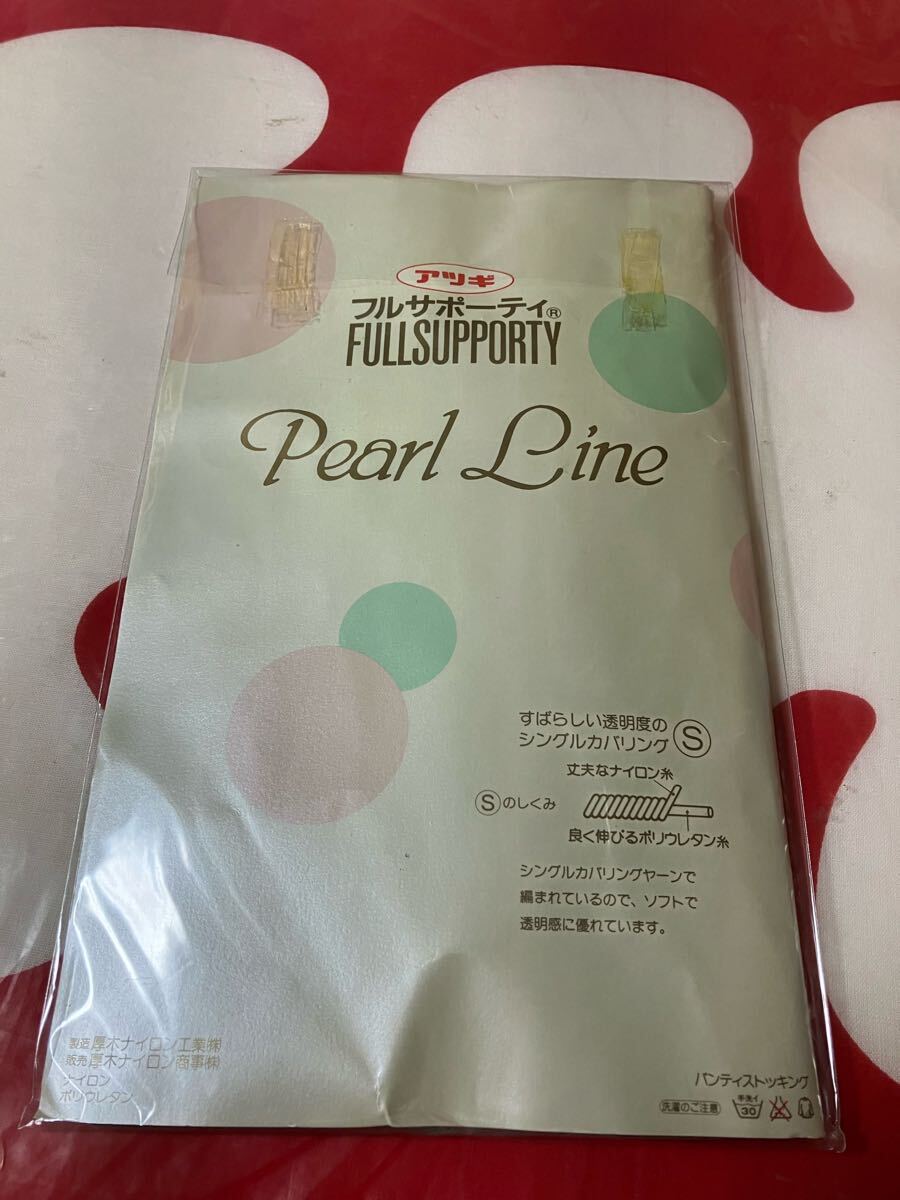 アツギ
フルサポーティ®
FULLSUPPORTY
Pearl Line
すばらしい透明度の
シングルカバリング Ⓢ
丈夫なナイロン糸
Ⓢのしくみ
良く伸びるポリウレタン糸
シングルカバリングヤーンで
編まれているので、ソフトで
透明感に優れています。
製造 厚木ナイロン工業㈱
販売 厚木ナイロン商事㈱
ナイロン
ポリウレタン
パンティストッキング
洗濯のご注意 手洗イ 30